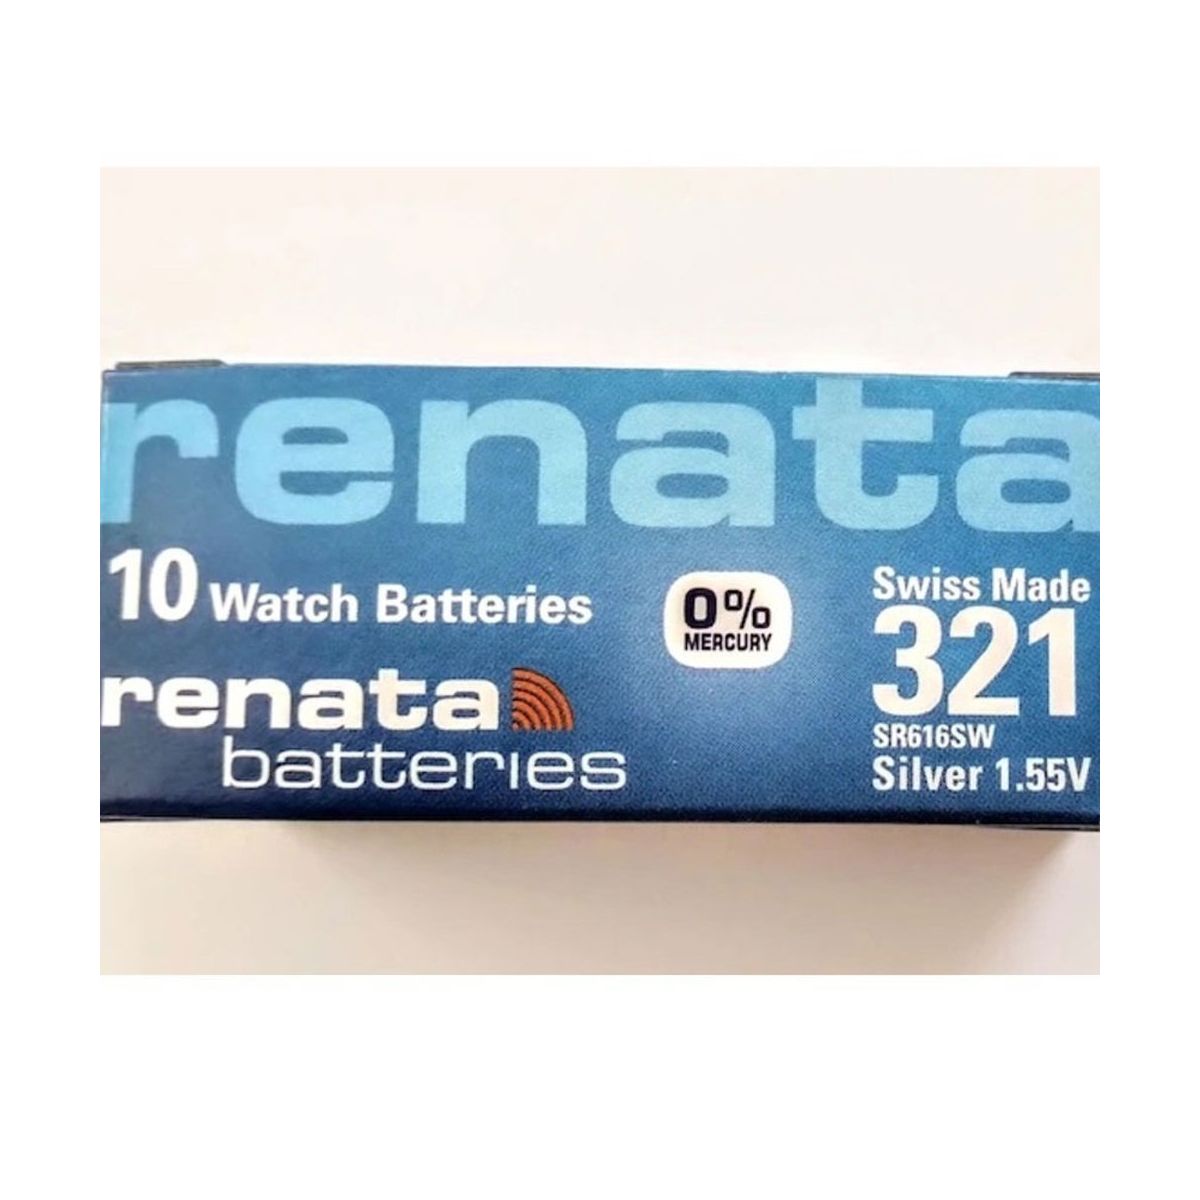 renata
10 Watch Batteries
renata
batteries
0%
MERCURY
Swiss Made
321
SR616SW
Silver 1.55V